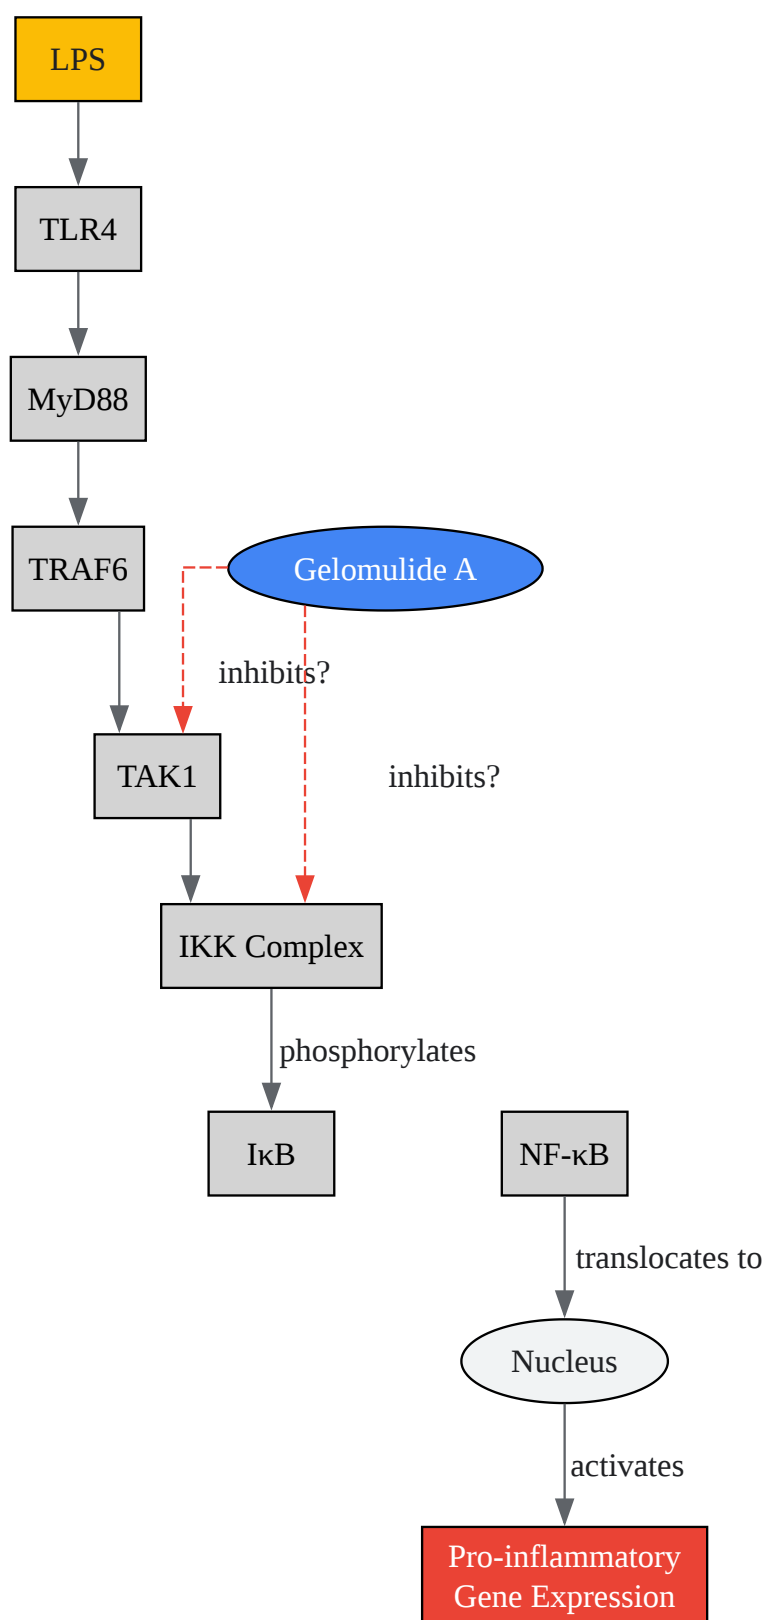 LPS
TLR4
MyD88
TRAF6
Gelomulide A
inhibits?
TAK1
inhibits?
IKK Complex
phosphorylates
IκB
NF-κB
translocates to
Nucleus
activates
Pro-inflammatory
Gene Expression